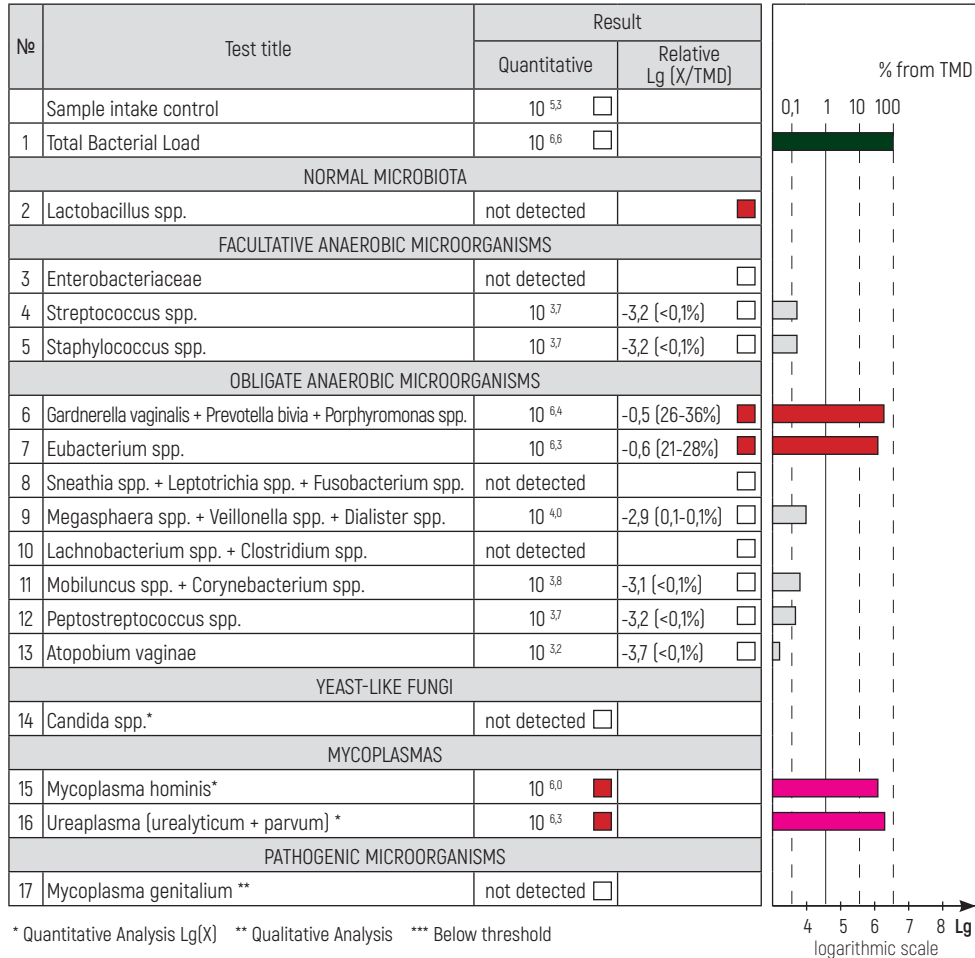 № Test title Result
Quantitative Relative Lg (X/TMD) % from TMD
Sample intake control 10 5,3 0,1 1 10 100
1 Total Bacterial Load 10 6,6
NORMAL MICROBIOTA
2 Lactobacillus spp. not detected
FACULTATIVE ANAEROBIC MICROORGANISMS
3 Enterobacteriaceae not detected
4 Streptococcus spp. 10 3,7 -3,2 (<0,1%)
5 Staphylococcus spp. 10 3,7 -3,2 (<0,1%)
OBLIGATE ANAEROBIC MICROORGANISMS
6 Gardnerella vaginalis + Prevotella bivia + Porphyromonas spp. 10 6,4 -0,5 (26-36%)
7 Eubacterium spp. 10 6,3 -0,6 (21-28%)
8 Sneathia spp. + Leptotrichia spp. + Fusobacterium spp. not detected
9 Megasphaera spp. + Veillonella spp. + Dialister spp. 10 4,0 -2,9 (0,1-0,1%)
10 Lachnobacterium spp. + Clostridium spp. not detected
11 Mobiluncus spp. + Corynebacterium spp. 10 3,8 -3,1 (<0,1%)
12 Peptostreptococcus spp. 10 3,7 -3,2 (<0,1%)
13 Atopobium vaginae 10 3,2 -3,7 (<0,1%)
YEAST-LIKE FUNGI
14 Candida spp.* not detected
MYCOPLASMAS
15 Mycoplasma hominis* 10 6,0
16 Ureaplasma (urealyticum + parvum) * 10 6,3
PATHOGENIC MICROORGANISMS
17 Mycoplasma genitalium ** not detected
4 5 6 7 8 Lg
logarithmic scale
* Quantitative Analysis Lg(X) ** Qualitative Analysis *** Below threshold